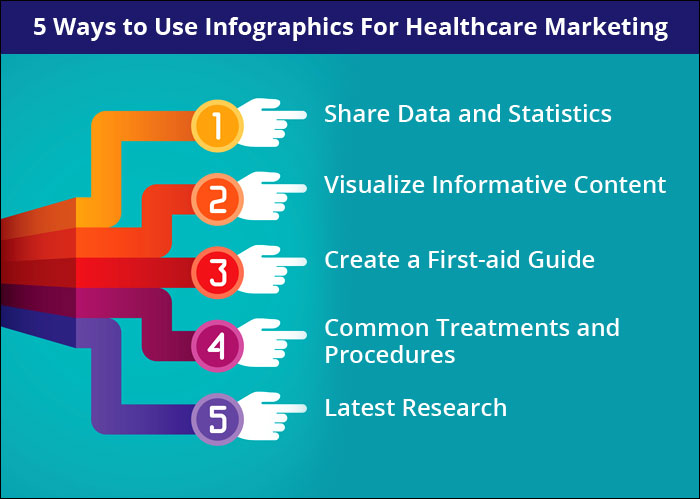 5 Ways to Use Infographics For Healthcare Marketing
1
Share Data and Statistics
2
Visualize Informative Content
3
Create a First-aid Guide
4
Common Treatments and
Procedures
5
Latest Research